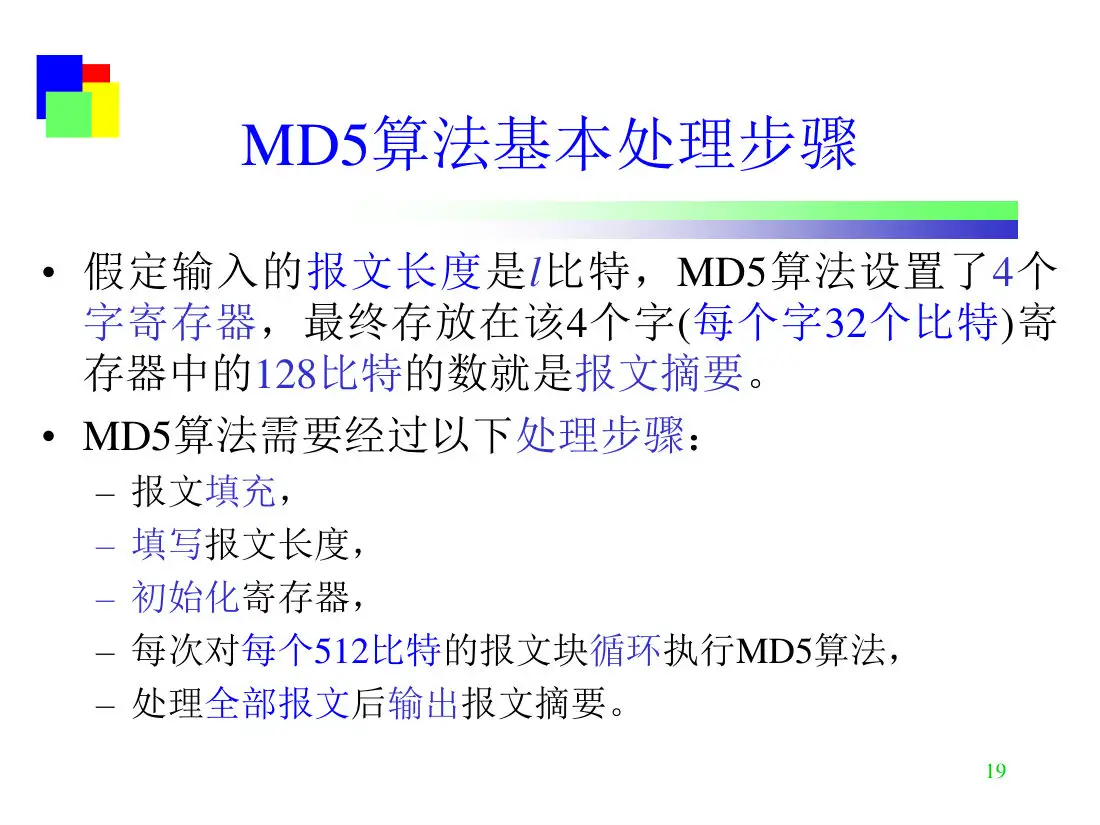 MD5算法基本处理步骤
• 假定输入的报文长度是l比特，MD5算法设置了4个
字寄存器，最终存放在该4个字(每个字32个比特)寄
存器中的128比特的数就是报文摘要。
• MD5算法需要经过以下处理步骤：
– 报文填充，
– 填写报文长度，
– 初始化寄存器，
– 每次对每个512比特的报文块循环执行MD5算法，
– 处理全部报文后输出报文摘要。
19